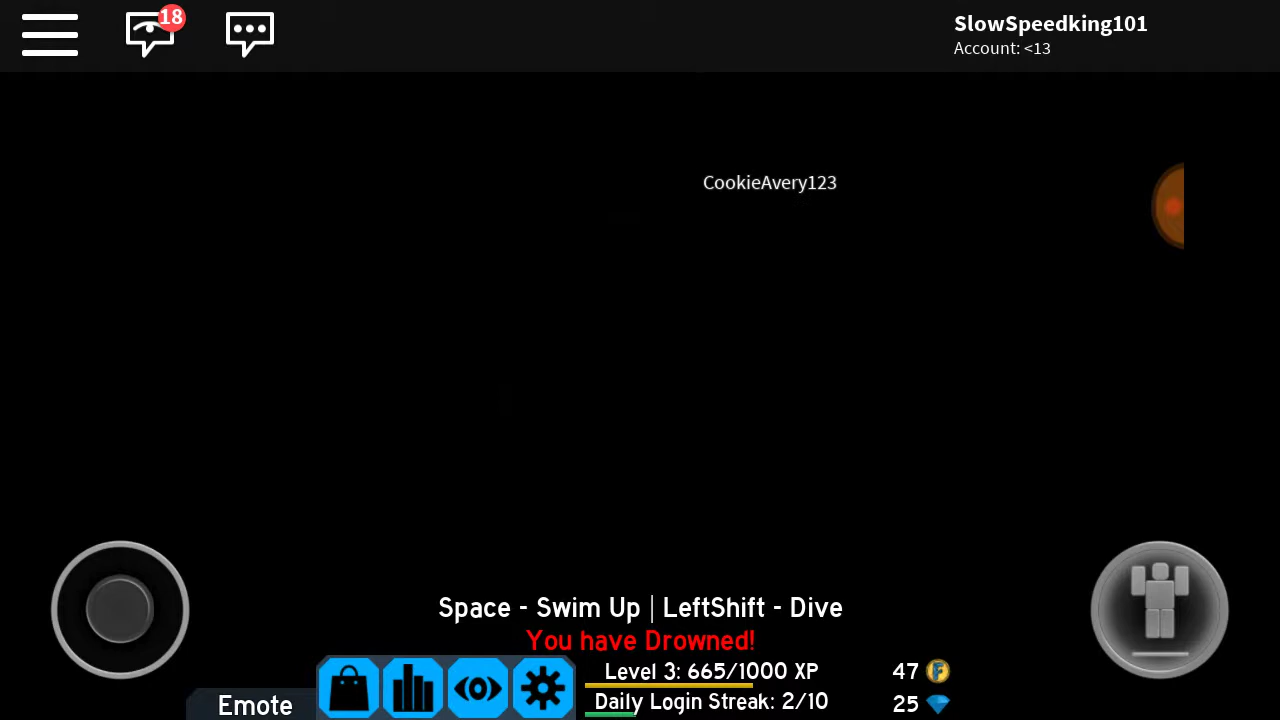 18
SlowSpeedking101
Account: <13
CookieAvery123
Space - Swim Up | LeftShift - Dive
You have Drowned!
Level 3: 665/1000 XP
47
Daily Login Streak: 2/10
25
Emote